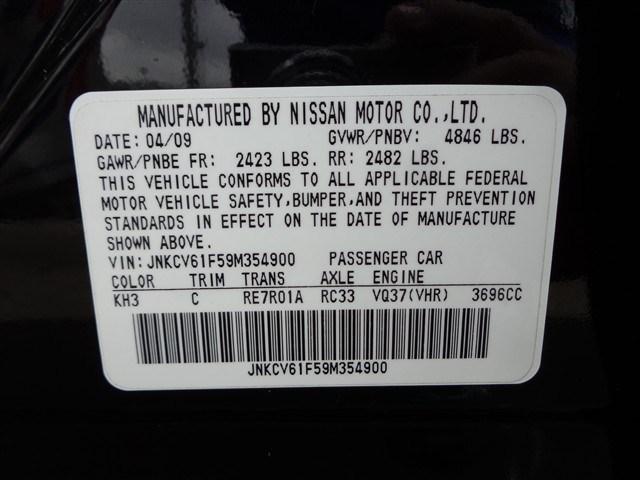 MANUFACTURED BY NISSAN MOTOR CO.,LTD.
DATE: 04/09 GVWR/PNBV: 4846 LBS.
GAWR/PNBE FR: 2423 LBS. RR: 2482 LBS.
THIS VEHICLE CONFORMS TO ALL APPLICABLE FEDERAL
MOTOR VEHICLE SAFETY,BUMPER,AND THEFT PREVENTION
STANDARDS IN EFFECT ON THE DATE OF MANUFACTURE
SHOWN ABOVE.
VIN: JNKCV61F59M354900 PASSENGER CAR
COLOR TRIM TRANS AXLE ENGINE
KH3 C RE7R01A RC33 VQ37(VHR) 3696CC
JNKCV61F59M354900